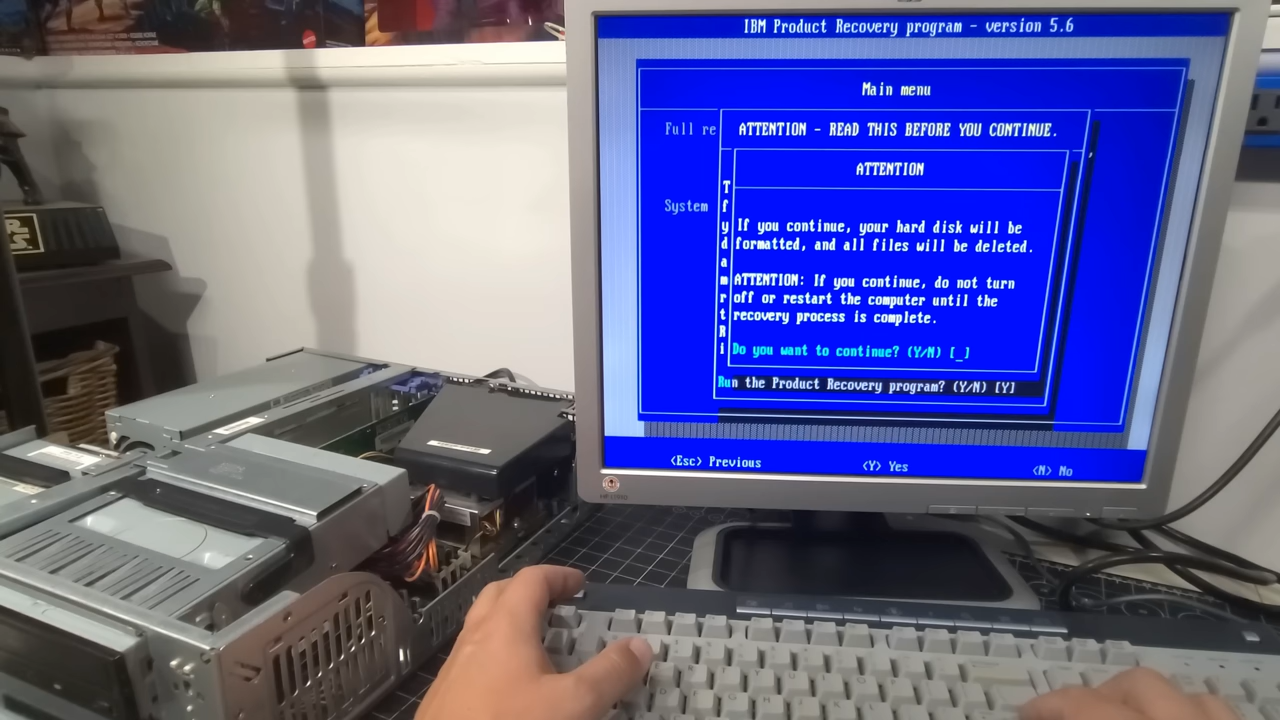 IBM Product Recovery program - version 5.6
Main menu
Full re
ATTENTION - READ THIS BEFORE YOU CONTINUE.
ATTENTION
System
T
f
y
d
a
m
r
t
R
i
If you continue, your hard disk will be
formatted, and all files will be deleted.
ATTENTION: If you continue, do not turn
off or restart the computer until the
recovery process is complete.
Do you want to continue? (Y/N) [_]
Run the Product Recovery program? (Y/N) [Y]
<Esc> Previous
<Y> Yes
<N> No